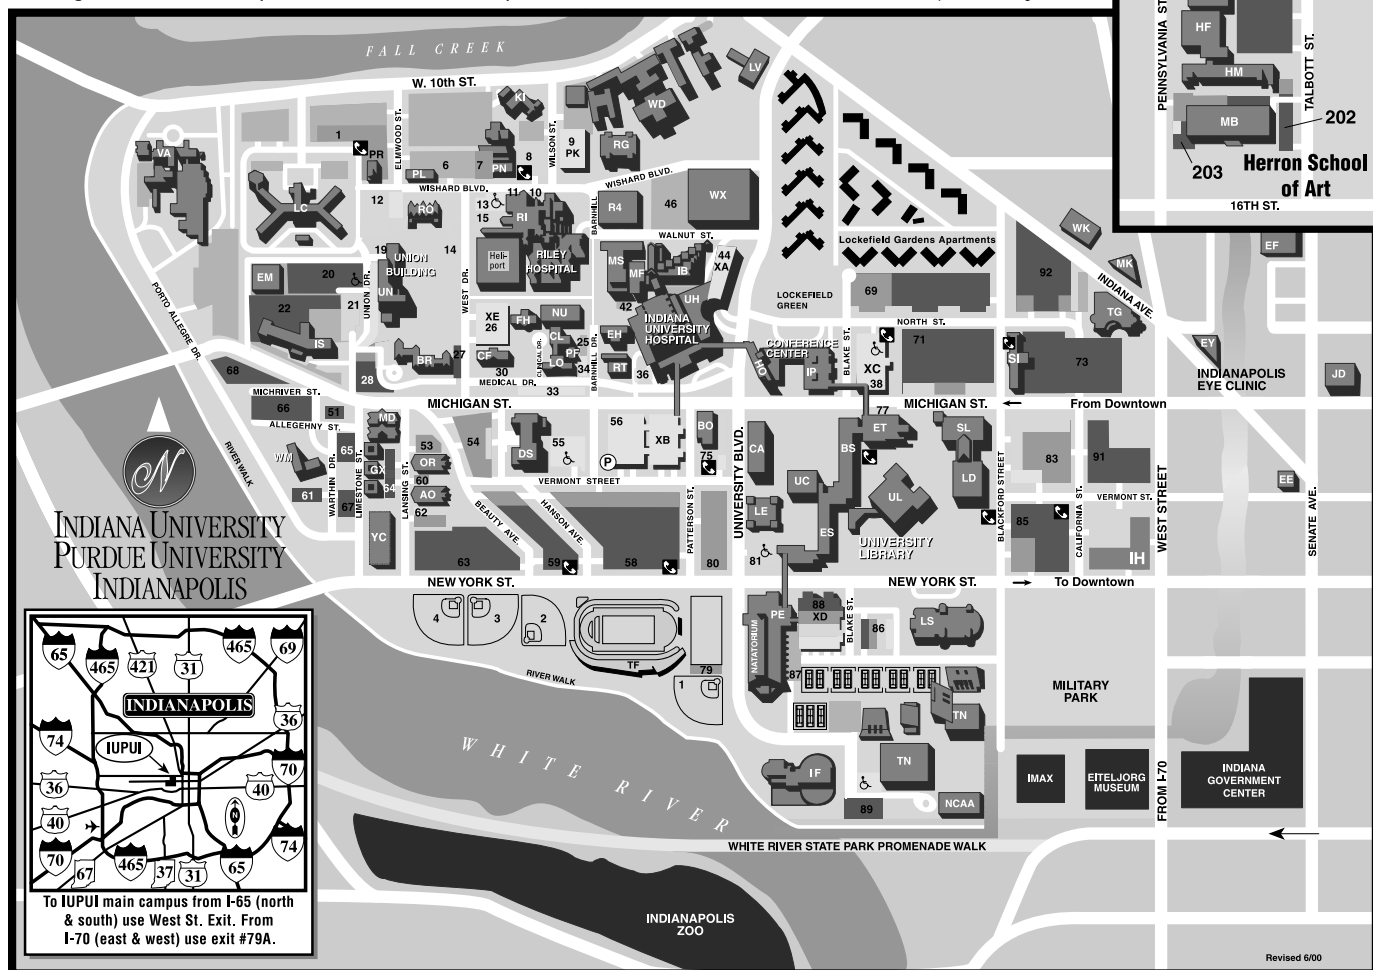 PENNSYLVANIA ST.
HF
HM
MB
TALBOTT ST.
202
203
Herron School
of Art
16TH ST.
FALL CREEK
W. 10th ST.
LV
KI
WD
1
PR
ELMWOOD ST.
6
7
PN
8
WILSON ST.
9
PK
RG
VA
PL
WISHARD BLVD.
WISHARD BLVD.
12
LC
RO
11
10
13
15
RI
BARNHILL
R4
46
WX
WALNUT ST.
Lockefield Gardens Apartments
WK
EF
19
UNION
BUILDING
14
Heli-
port
RILEY
HOSPITAL
MS
MF
IB
44
XA
MK
INDIANA AVE.
EM
20
UNION DR.
UN
WEST DR.
22
21
XE
26
FH
NU
42
UH
INDIANA
UNIVERSITY
HOSPITAL
LOCKEFIELD
GREEN
69
92
TG
NORTH ST.
PORTO ALLEGRE DR.
IS
BR
27
CF
30
CLINICAL DR.
CL
LO
PF
25
34
EH
RT
BARNHILL DR.
36
HO
CONFERENCE
CENTER
IP
BLAKE ST.
XC
38
71
SI
73
EY
INDIANAPOLIS
EYE CLINIC
JD
68
28
MEDICAL DR.
33
MICHRIVER ST.
66
51
MICHIGAN ST.
MICHIGAN ST.
From Downtown
ALLEGHENY ST.
MD
53
54
DS
55
56
P
XB
BO
75
UNIVERSITY BLVD.
CA
77
ET
BS
SL
LD
BLACKFORD STREET
83
91
WEST STREET
RIVER WALK
WM
65
GX
64
OR
60
AO
62
61
WARTHIN DR.
67
LIMESTONE ST.
LANSING ST.
VERMONT STREET
VERMONT ST.
BEAUTY AVE.
HANSON AVE.
PATTERSON ST.
LE
UC
UL
ES
UNIVERSITY
LIBRARY
85
CALIFORNIA ST.
IH
EE
SENATE AVE.
YC
63
59
58
80
81
NEW YORK ST.
NEW YORK ST.
To Downtown
N
INDIANA UNIVERSITY
PURDUE UNIVERSITY
INDIANAPOLIS
4
3
2
TF
79
1
RIVER WALK
PE
NATATORIUM
88
XD
BLAKE ST.
86
LS
87
MILITARY
PARK
TN
TN
IF
89
NCAA
IMAX
EITELJORG
MUSEUM
FROM I-70
INDIANA
GOVERNMENT
CENTER
WHITE RIVER
WHITE RIVER STATE PARK PROMENADE WALK
INDIANAPOLIS
ZOO
65
465
421
31
465
69
INDIANAPOLIS
36
74
IUPUI
70
36
40
40
N
70
67
465
37
31
65
74
To IUPUI main campus from I-65 (north
& south) use West St. Exit. From
I-70 (east & west) use exit #79A.
Revised 6/00